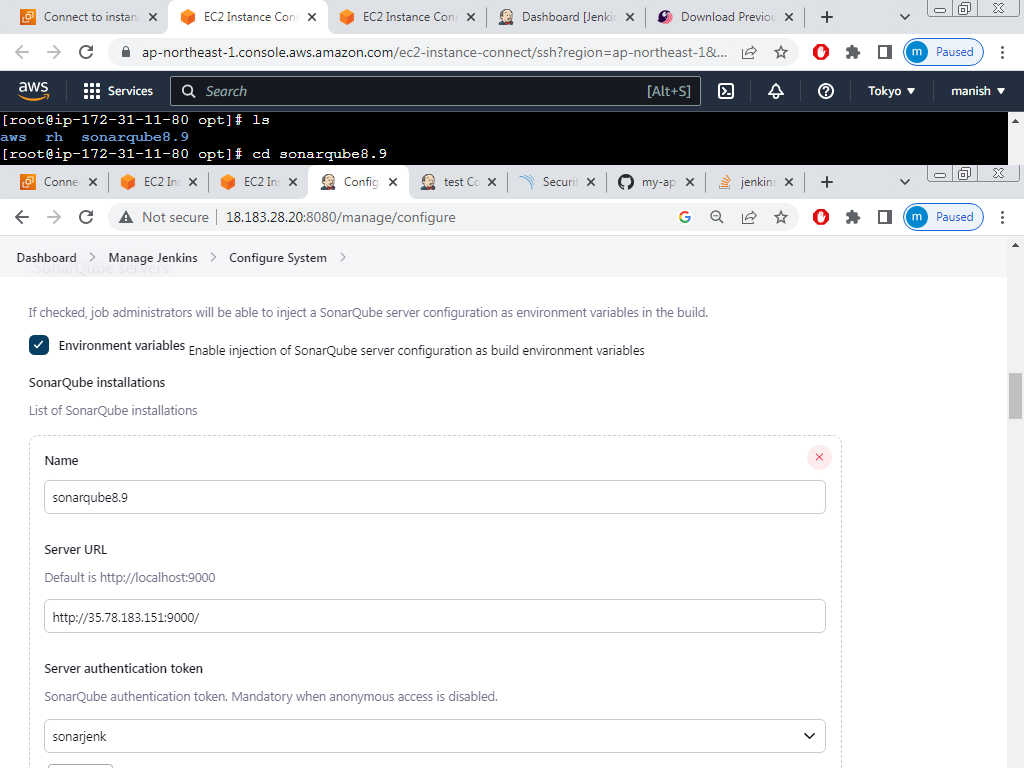 Connect to instan
EC2 Instance Conn
EC2 Instance Conn
Dashboard [Jenkin
Download Previou
ap-northeast-1.console.aws.amazon.com/ec2-instance-connect/ssh?region=ap-northeast-1&...
m Paused
aws
Services
Search
[Alt+S]
Tokyo
manish
[root@ip-172-31-11-80 opt]# ls
aws rh sonarqube8.9
[root@ip-172-31-11-80 opt]# cd sonarqube8.9
Conne
EC2 In
EC2 In
Config
test Co
Securit
my-ap
jenkins
Not secure
18.183.28.20:8080/manage/configure
m Paused
Dashboard
Manage Jenkins
Configure System
SonarQube servers
If checked, job administrators will be able to inject a SonarQube server configuration as environment variables in the build.
Environment variables Enable injection of SonarQube server configuration as build environment variables
SonarQube installations
List of SonarQube installations
Name
sonarqube8.9
Server URL
Default is http://localhost:9000
http://35.78.183.151:9000/
Server authentication token
SonarQube authentication token. Mandatory when anonymous access is disabled.
sonarjenk